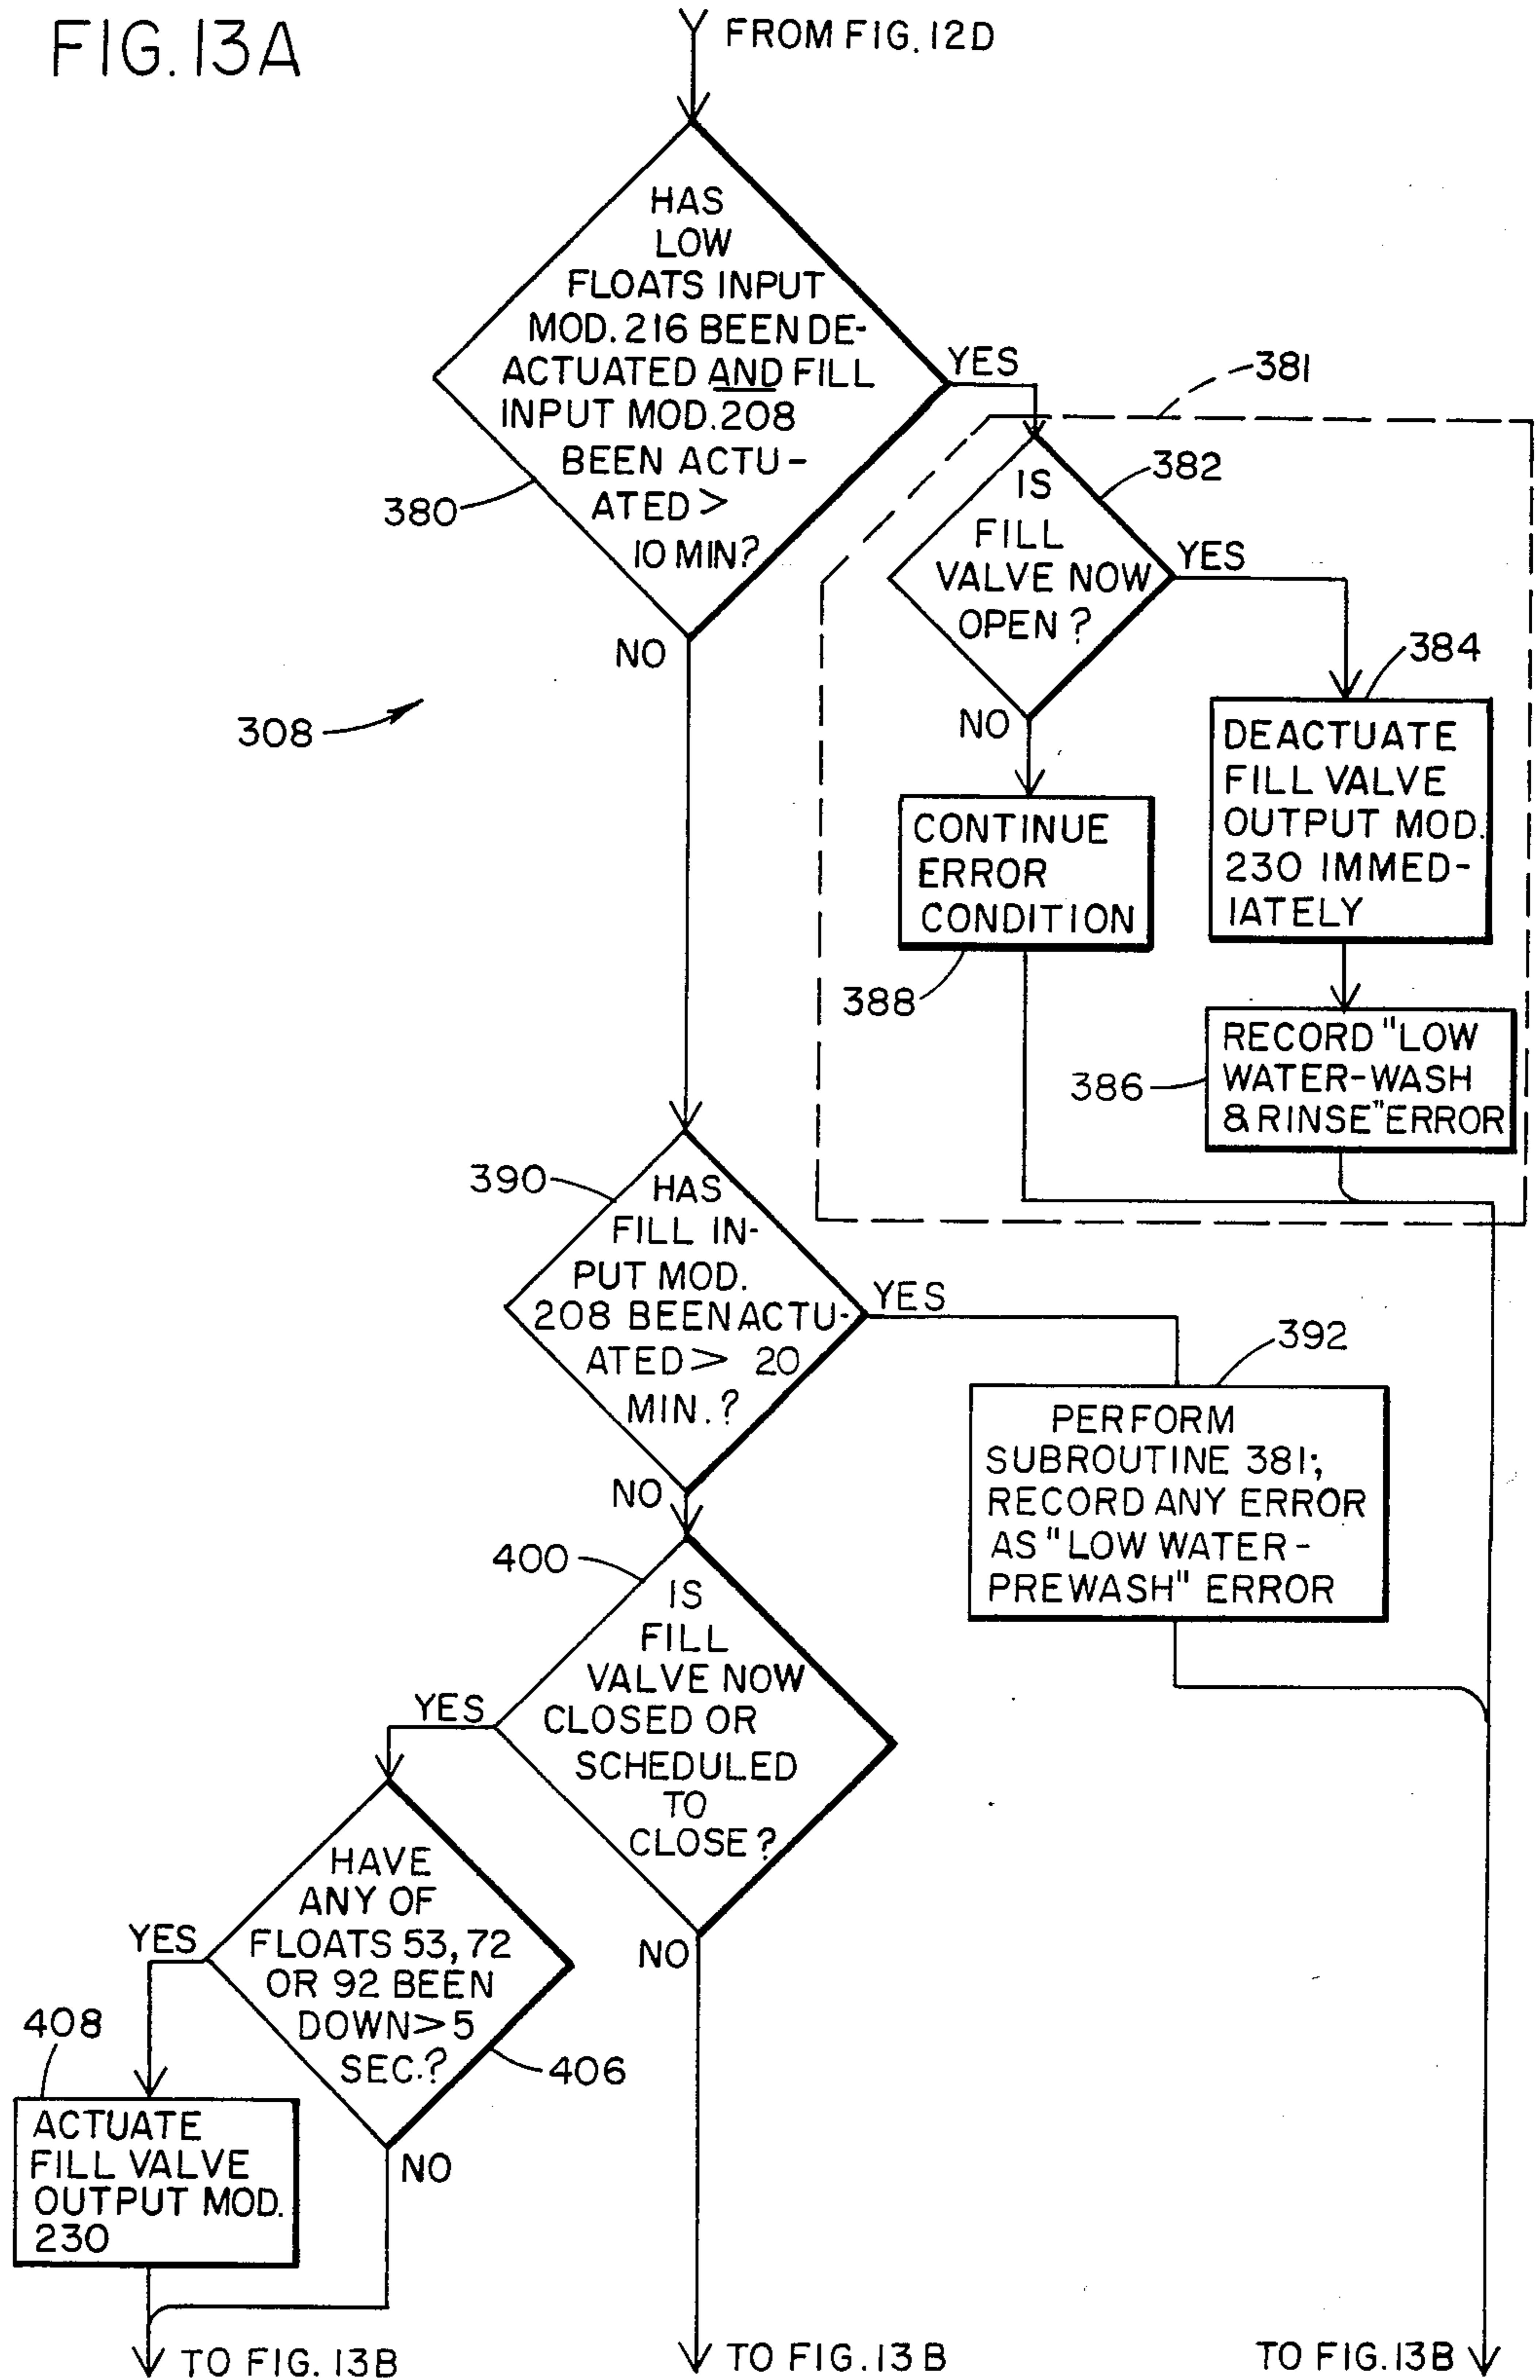 FIG. 13A
FROM FIG. 12D
HAS
LOW
FLOATS INPUT
MOD. 216 BEEN DE-
ACTUATED AND FILL
INPUT MOD. 208
BEEN ACTU-
ATED >
10 MIN?
380
YES
NO
308
381
IS
FILL
VALVE NOW
OPEN?
382
YES
NO
384
DEACTUATE
FILL VALVE
OUTPUT MOD.
230 IMMED-
IATELY
CONTINUE
ERROR
CONDITION
388
RECORD "LOW
WATER-WASH
& RINSE" ERROR
386
390
HAS
FILL IN-
PUT MOD.
208 BEEN ACTU-
ATED > 20
MIN.?
YES
NO
392
PERFORM
SUBROUTINE 381;
RECORD ANY ERROR
AS "LOW WATER-
PREWASH" ERROR
400
IS
FILL
VALVE NOW
CLOSED OR
SCHEDULED
TO
CLOSE?
YES
NO
HAVE
ANY OF
FLOATS 53, 72
OR 92 BEEN
DOWN > 5
SEC.?
406
YES
NO
408
ACTUATE
FILL VALVE
OUTPUT MOD.
230
TO FIG. 13B
TO FIG. 13B
TO FIG. 13B